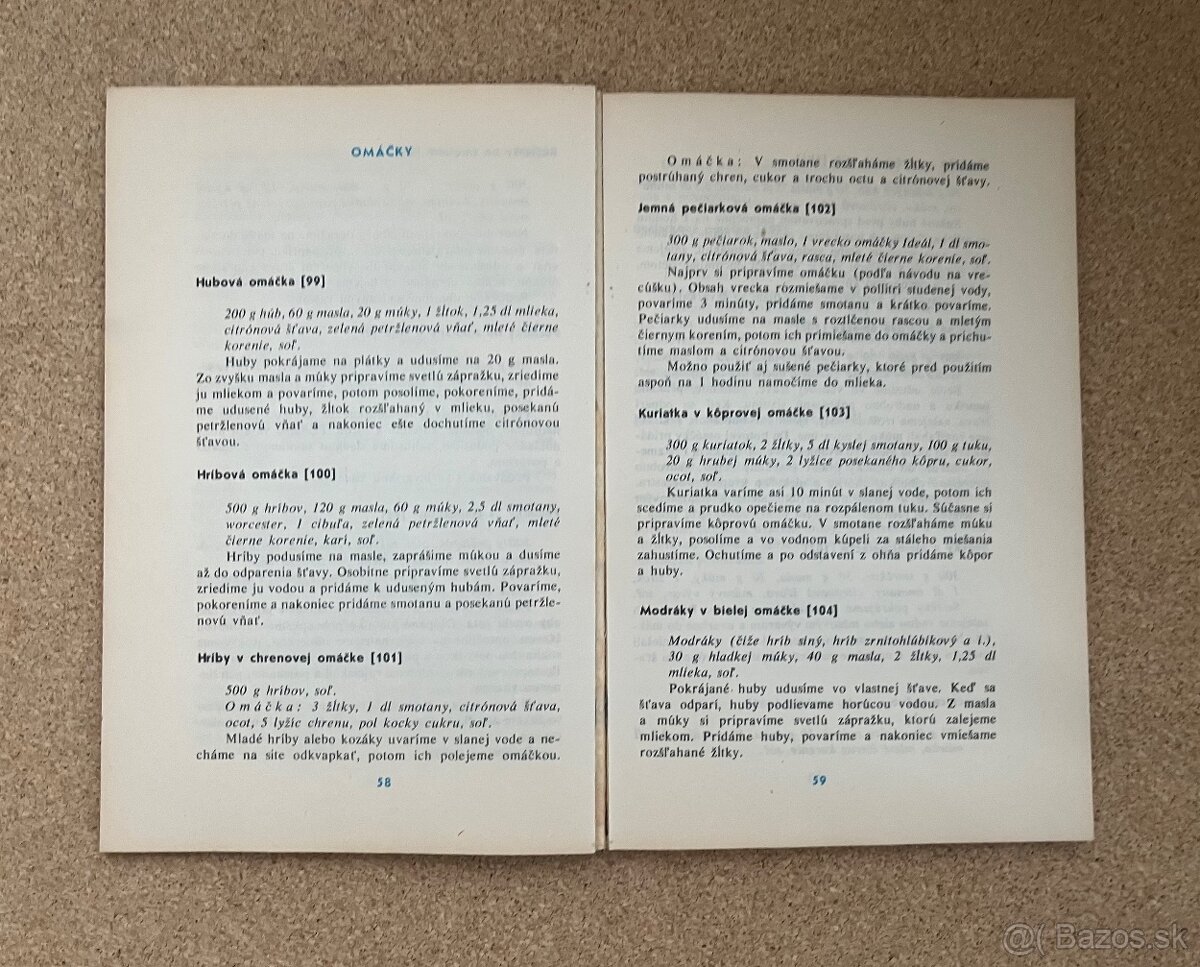 OMÁČKY
Hubová omáčka [99]
200 g húb, 60 g masla, 20 g múky, 1 žĺtok, 1,25 dl mlieka,
citrónová šťava, zelená petržlenová vňať, mleté čierne
korenie, soľ.
Huby pokrájame na plátky a udusíme na 20 g masla.
Zo zvyšku masla a múky pripravíme svetlú zápražku, zriedime
ju mliekom a povaríme, potom posolíme, pokoreníme, pridá-
me udusené huby, žĺtok rozšľahaný v mlieku, posekanú
petržlenovú vňať a nakoniec ešte dochutíme citrónovou
šťavou.
Hríbová omáčka [100]
500 g hríbov, 120 g masla, 60 g múky, 2,5 dl smotany,
worcester, 1 cibuľa, zelená petržlenová vňať, mleté
čierne korenie, kari, soľ.
Hríby podusíme na masle, zaprášime múkou a dusíme
až do odparenia šťavy. Osobitne pripravíme svetlú zápražku,
zriedime ju vodou a pridáme k uduseným hubám. Povaríme,
pokoreníme a nakoniec pridáme smotanu a posekanú petržle-
novú vňať.
Hríby v chrenovej omáčke [101]
500 g hríbov, soľ.
Omáčka: 3 žĺtky, 1 dl smotany, citrónová šťava,
ocot, 5 lyžíc chrenu, pol kocky cukru, soľ.
Mladé hríby alebo kozáky uvaríme v slanej vode a ne-
cháme na site odkvapkať, potom ich polejeme omáčkou.
58
Omáčka: V smotane rozšľaháme žĺtky, pridáme
postrúhaný chren, cukor a trochu octu a citrónovej šťavy.
Jemná pečiarková omáčka [102]
300 g pečiarok, maslo, 1 vrecko omáčky Ideál, 1 dl smo-
tany, citrónová šťava, rasca, mleté čierne korenie, soľ.
Najprv si pripravíme omáčku (podľa návodu na vre-
cúšku). Obsah vrecka rozmiešame v pollitri studenej vody,
povaríme 3 minúty, pridáme smotanu a krátko povaríme.
Pečiarky udusíme na masle s roztlčenou rascou a mletým
čiernym korením, potom ich primiešame do omáčky a prichu-
tíme maslom a citrónovou šťavou.
Možno použiť aj sušené pečiarky, ktoré pred použitím
aspoň na 1 hodinu namočíme do mlieka.
Kuriatka v kôprovej omáčke [103]
300 g kuriatok, 2 žĺtky, 5 dl kyslej smotany, 100 g tuku,
20 g hrubej múky, 2 lyžice posekaného kôpru, cukor,
ocot, soľ.
Kuriatka varíme asi 10 minút v slanej vode, potom ich
scedíme a prudko opečieme na rozpálenom tuku. Súčasne si
pripravíme kôprovú omáčku. V smotane rozšľaháme múku
a žĺtky, posolíme a vo vodnom kúpeli za stáleho miešania
zahustíme. Ochutíme a po odstavení z ohňa pridáme kôpor
a huby.
Modráky v bielej omáčke [104]
Modráky (čiže hríb siný, hríb zrnitohlúbikový a i.),
30 g hladkej múky, 40 g masla, 2 žĺtky, 1,25 dl
mlieka, soľ.
Pokrájané huby udusíme vo vlastnej šťave. Keď sa
šťava odparí, huby podlievame horúcou vodou. Z masla
a múky si pripravíme svetlú zápražku, ktorú zalejeme
mliekom. Pridáme huby, povaríme a nakoniec vmiešame
rozšľahané žĺtky.
59
@( Bazos.sk